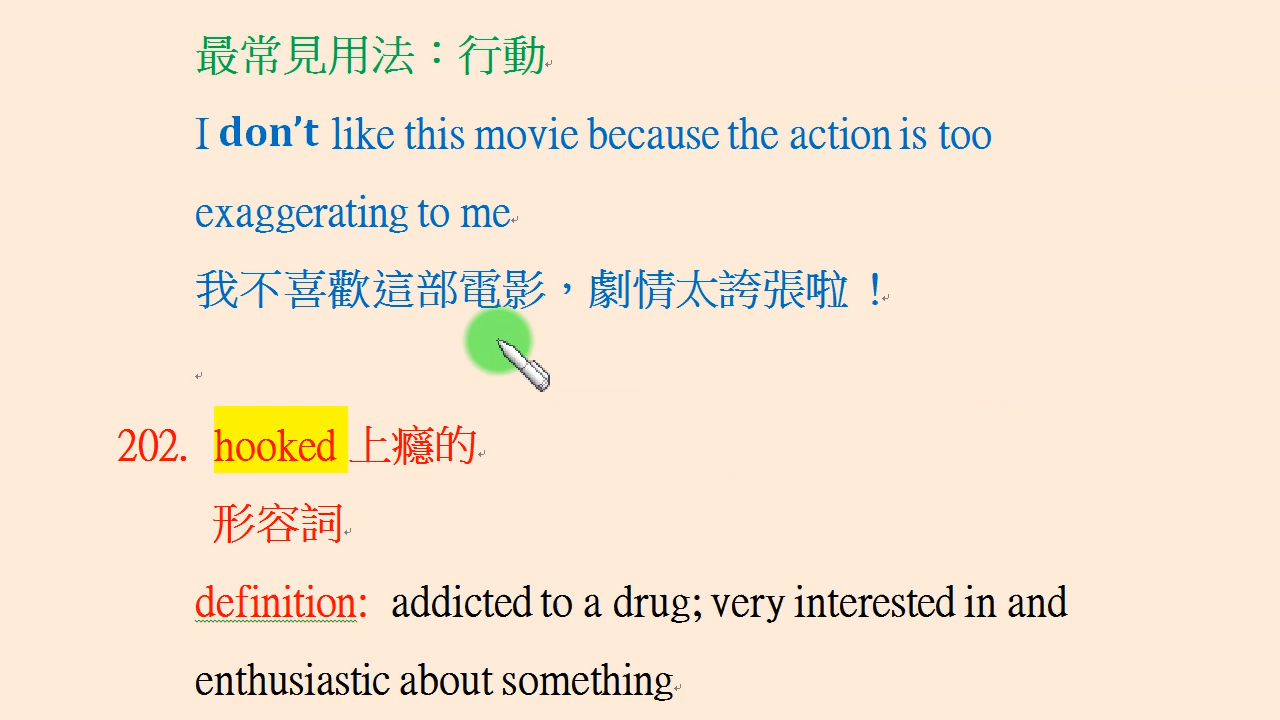 最常見用法：行動
I don’t like this movie because the action is too
exaggerating to me
我不喜歡這部電影，劇情太誇張啦！
202. hooked 上癮的
形容詞
definition: addicted to a drug; very interested in and
enthusiastic about something